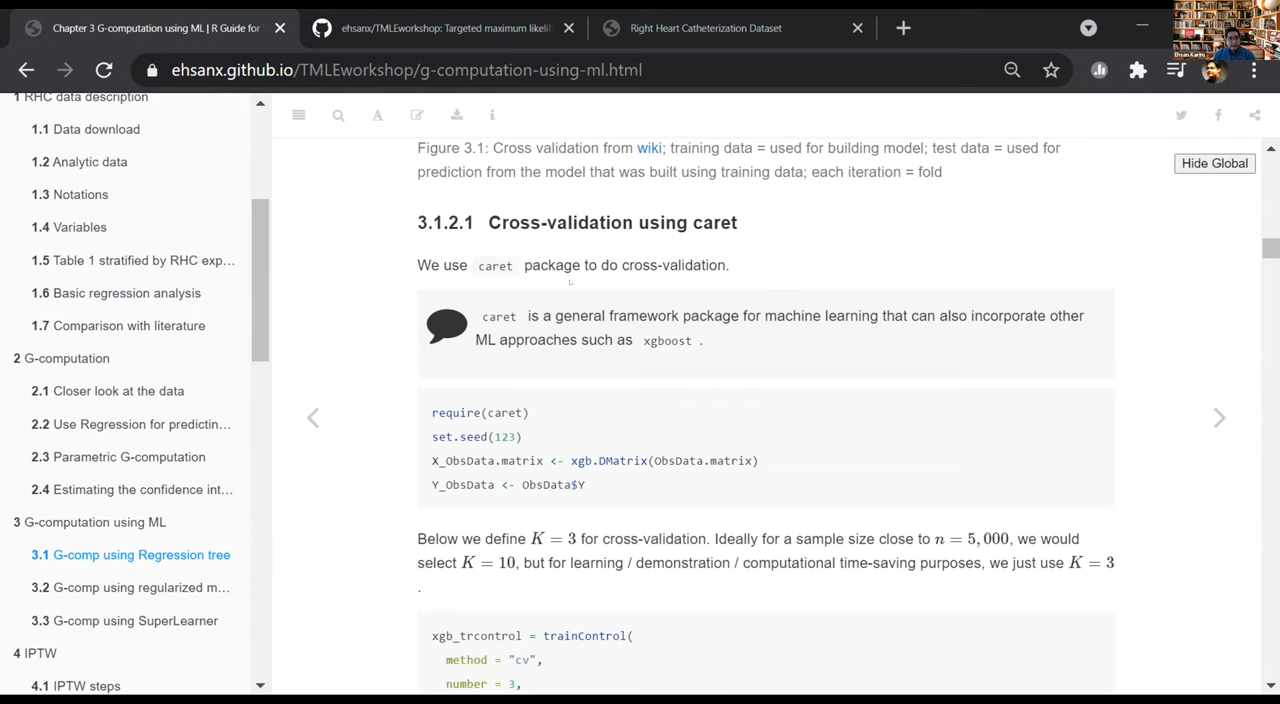 Chapter 3 G-computation using ML | R Guide for
ehsanx/TMLEworkshop: Targeted maximum likeli
Right Heart Catheterization Dataset
Ehsan Karim
ehsanx.github.io/TMLEworkshop/g-computation-using-ml.html
1 RHC data description
1.1 Data download
1.2 Analytic data
1.3 Notations
1.4 Variables
1.5 Table 1 stratified by RHC exp…
1.6 Basic regression analysis
1.7 Comparison with literature
2 G-computation
2.1 Closer look at the data
2.2 Use Regression for predictin…
2.3 Parametric G-computation
2.4 Estimating the confidence int…
3 G-computation using ML
3.1 G-comp using Regression tree
3.2 G-comp using regularized m…
3.3 G-comp using SuperLearner
4 IPTW
4.1 IPTW steps
A
i
Hide Global
Figure 3.1: Cross validation from wiki; training data = used for building model; test data = used for
prediction from the model that was built using training data; each iteration = fold
3.1.2.1 Cross-validation using caret
We use caret package to do cross-validation.
caret is a general framework package for machine learning that can also incorporate other
ML approaches such as xgboost .
require(caret)
set.seed(123)
X_ObsData.matrix <- xgb.DMatrix(ObsData.matrix)
Y_ObsData <- ObsData$Y
Below we define K = 3 for cross-validation. Ideally for a sample size close to n = 5,000, we would
select K = 10, but for learning / demonstration / computational time-saving purposes, we just use K = 3
.
xgb_trcontrol = trainControl(
method = "cv",
number = 3,